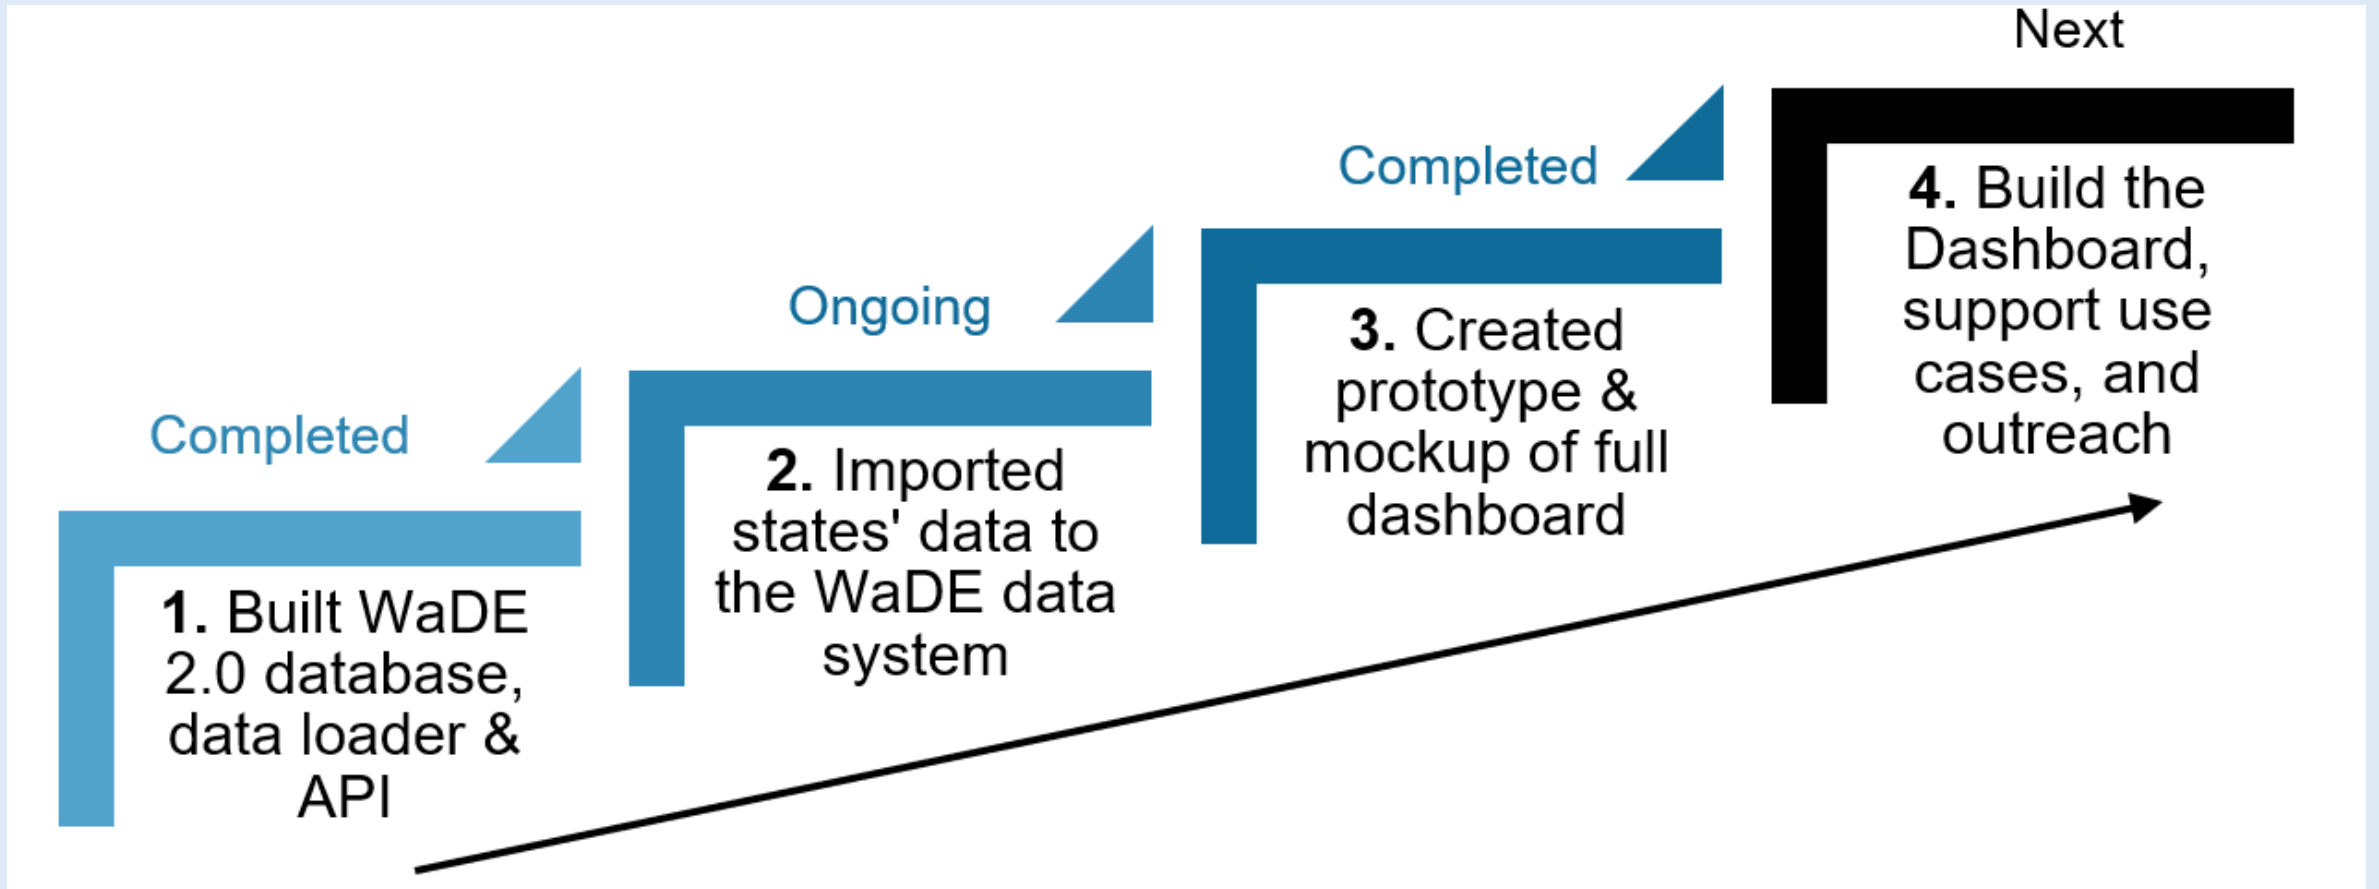 Completed
1. Built WaDE
2.0 database,
data loader &
API
Ongoing
2. Imported
states' data to
the WaDE data
system
Completed
3. Created
prototype &
mockup of full
dashboard
Next
4. Build the
Dashboard,
support use
cases, and
outreach